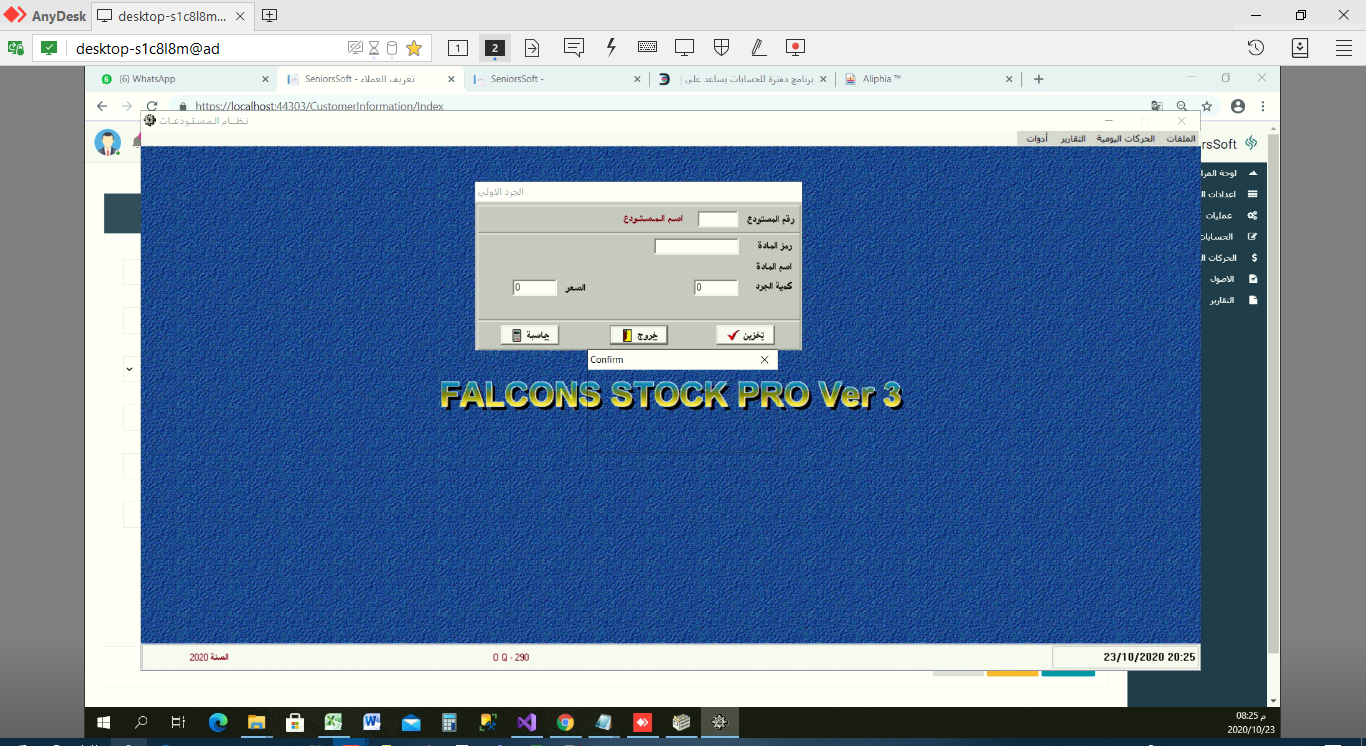 AnyDesk
desktop-s1c8l8m...
desktop-s1c8l8m@ad
1
2
(6) WhatsApp
SeniorsSoft - تعريف العملاء
SeniorsSoft -
برنامج دفترة للحسابات يساعد على
Aliphia ™
https://localhost:44303/CustomerInformation/Index
نظـام المستودعات
الملفات
الحركات اليومية
التقارير
أدوات
rsSoft
لوحة المرا
اعدادات ال
عمليات
الحسابات
الحركات ال
الاصول
التقارير
الجرد الاولي
رقم المستودع
اسم المستودع
رمز المادة
اسم المادة
كمية الجرد
0
السعر
0
تخزين
خروج
حاسبة
Confirm
FALCONS STOCK PRO Ver 3
السنة 2020
O Q - 290
23/10/2020 20:25
08:25 م
2020/10/23